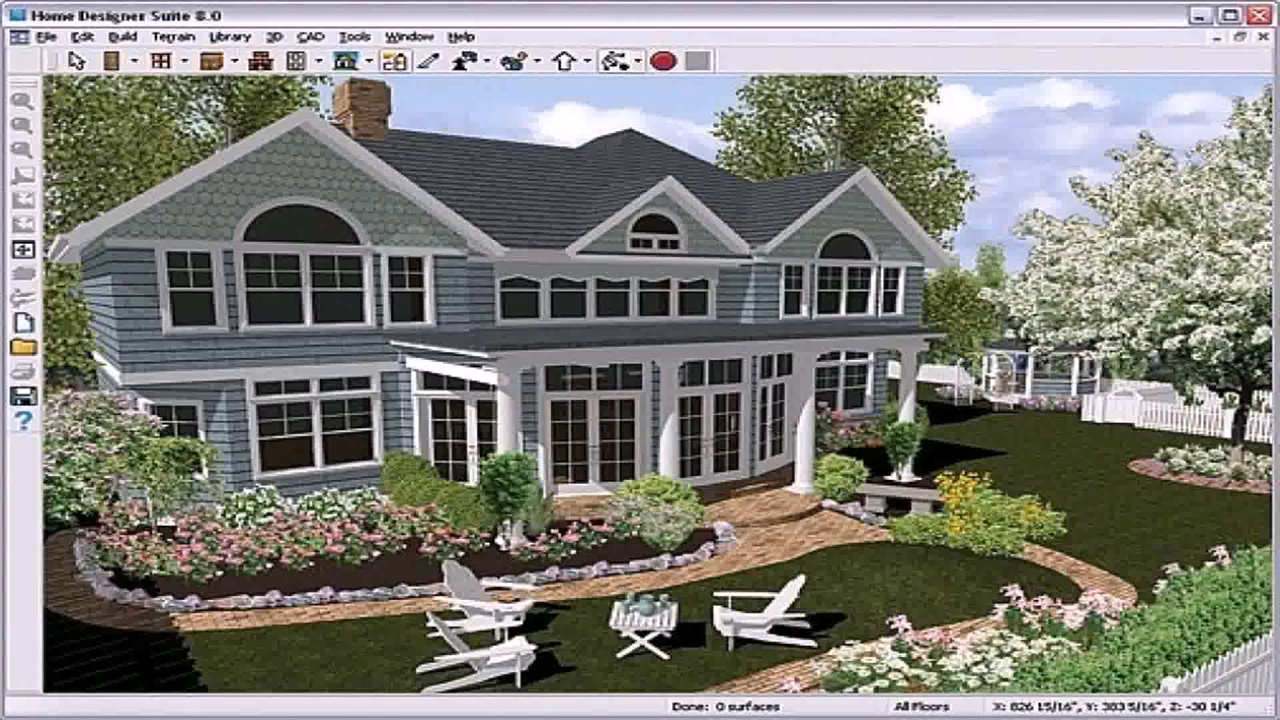 Home Designer Suite 8.0
File Edit Build Terrain Library 3D CAD Tools Window Help
Done: 0 surfaces All Floors X: 826 15/16", Y: 383 5/16", Z: -30 1/4"